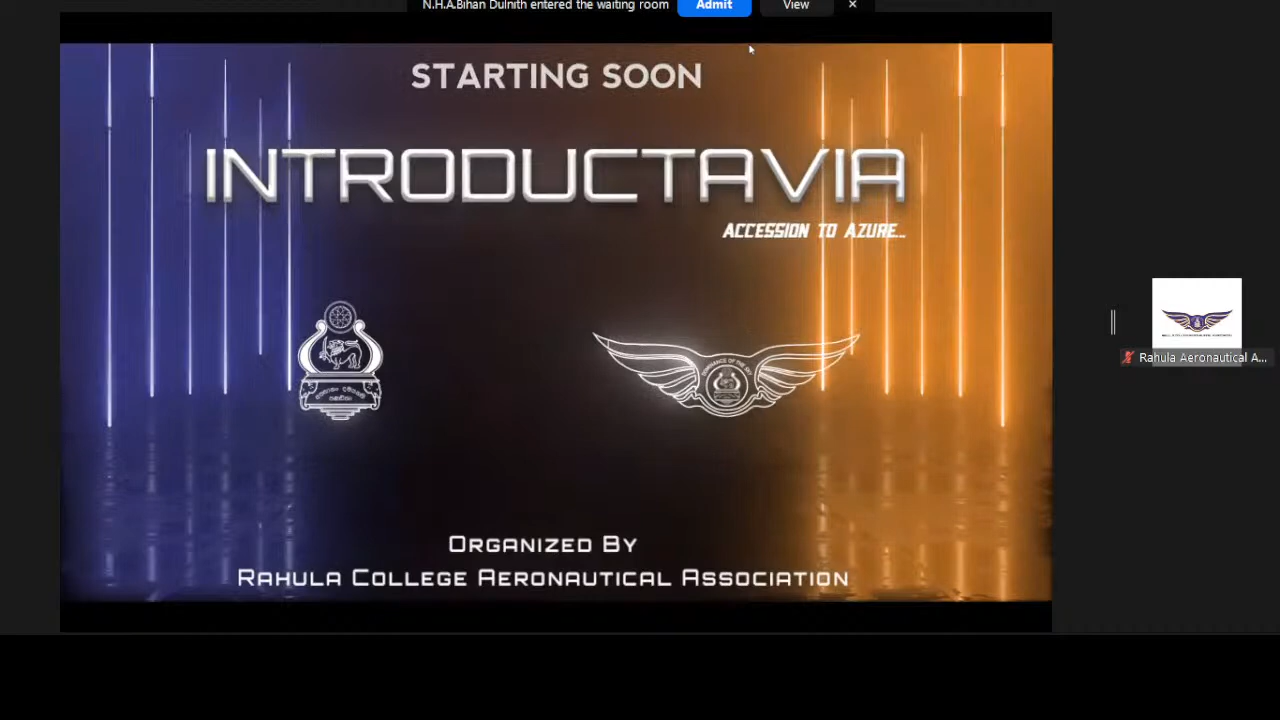 N.H.A.Bihan Dulnith entered the waiting room
Admit
View
STARTING SOON
INTRODUCTAVIA
ACCESSION TO AZURE...
ORGANIZED BY
RAHULA COLLEGE AERONAUTICAL ASSOCIATION
Rahula Aeronautical A...